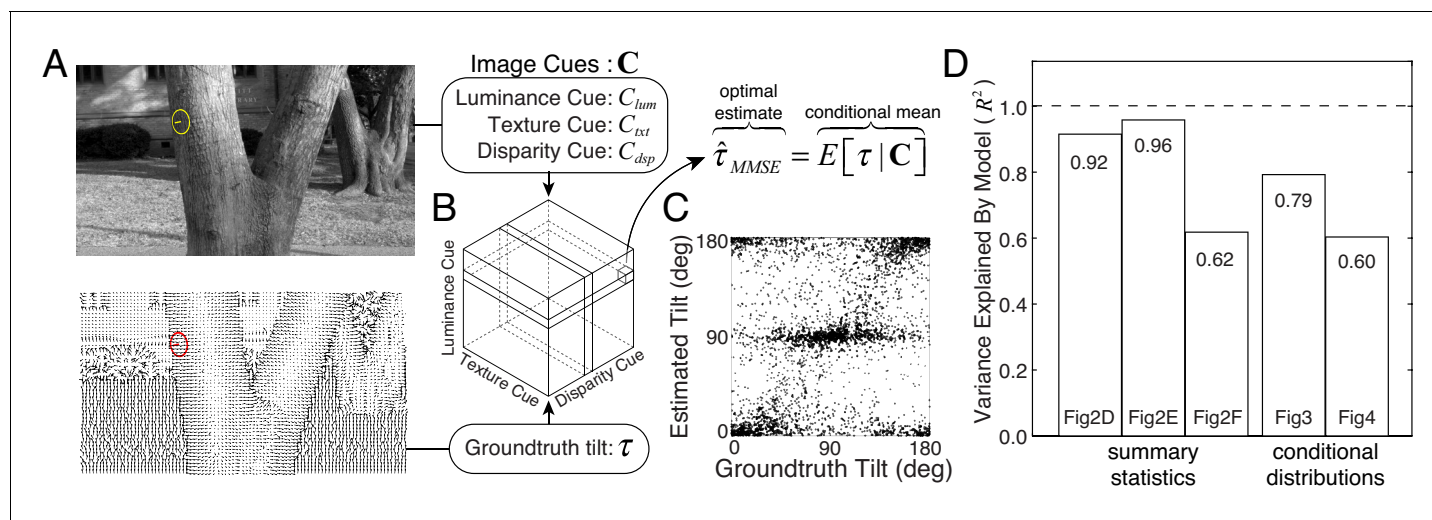 A
Image Cues : C
Luminance Cue: C_lum
Texture Cue: C_txt
Disparity Cue: C_dsp
optimal estimate
conditional mean
τ̂_MMSE = E[ τ | C ]
B
Luminance Cue
Texture Cue
Disparity Cue
Groundtruth tilt: τ
C
Estimated Tilt (deg)
180
90
0
0
90
180
Groundtruth Tilt (deg)
D
Variance Explained By Model ( R² )
1.0
0.8
0.6
0.4
0.2
0.0
0.92
0.96
0.62
0.79
0.60
Fig2D
Fig2E
Fig2F
Fig3
Fig4
summary
statistics
conditional
distributions